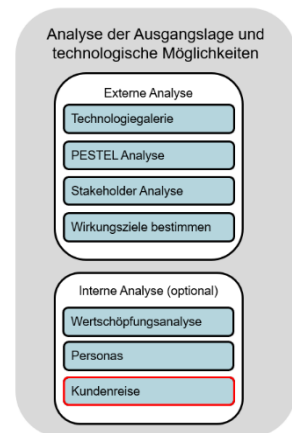 Analyse der Ausgangslage und
technologische Möglichkeiten
Externe Analyse
Technologiegalerie
PESTEL Analyse
Stakeholder Analyse
Wirkungsziele bestimmen
Interne Analyse (optional)
Wertschöpfungsanalyse
Personas
Kundenreise